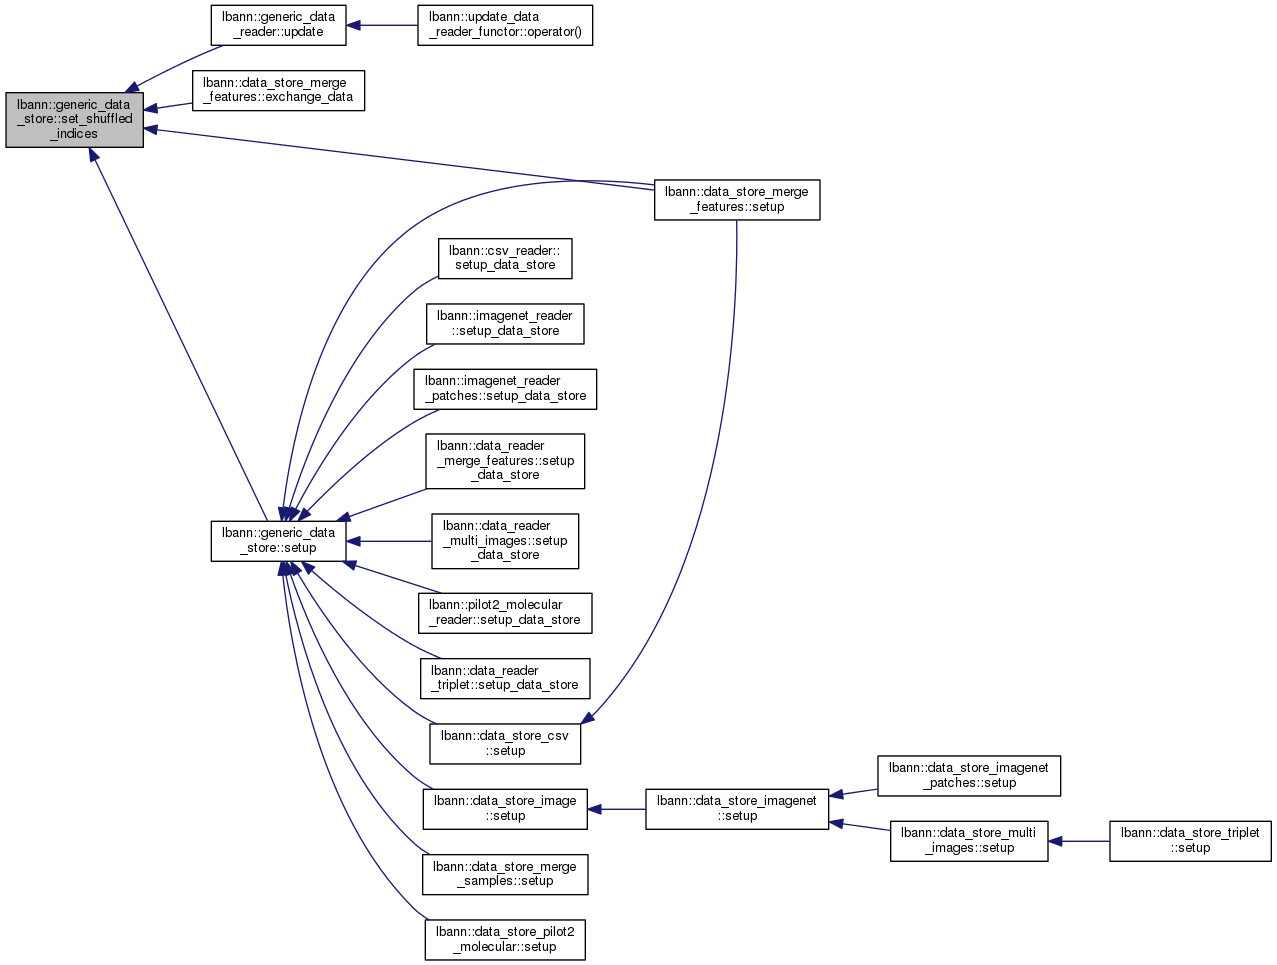 lbann::generic_data
_reader::update
lbann::update_data
_reader_functor::operator()
lbann::data_store_merge
_features::exchange_data
lbann::generic_data
_store::set_shuffled
_indices
lbann::data_store_merge
_features::setup
lbann::csv_reader::
setup_data_store
lbann::imagenet_reader
::setup_data_store
lbann::imagenet_reader
_patches::setup_data_store
lbann::data_reader
_merge_features::setup
_data_store
lbann::generic_data
_store::setup
lbann::data_reader
_multi_images::setup
_data_store
lbann::pilot2_molecular
_reader::setup_data_store
lbann::data_reader
_triplet::setup_data_store
lbann::data_store_csv
::setup
lbann::data_store_image
::setup
lbann::data_store_imagenet
::setup
lbann::data_store_imagenet
_patches::setup
lbann::data_store_multi
_images::setup
lbann::data_store_triplet
::setup
lbann::data_store_merge
_samples::setup
lbann::data_store_pilot2
_molecular::setup